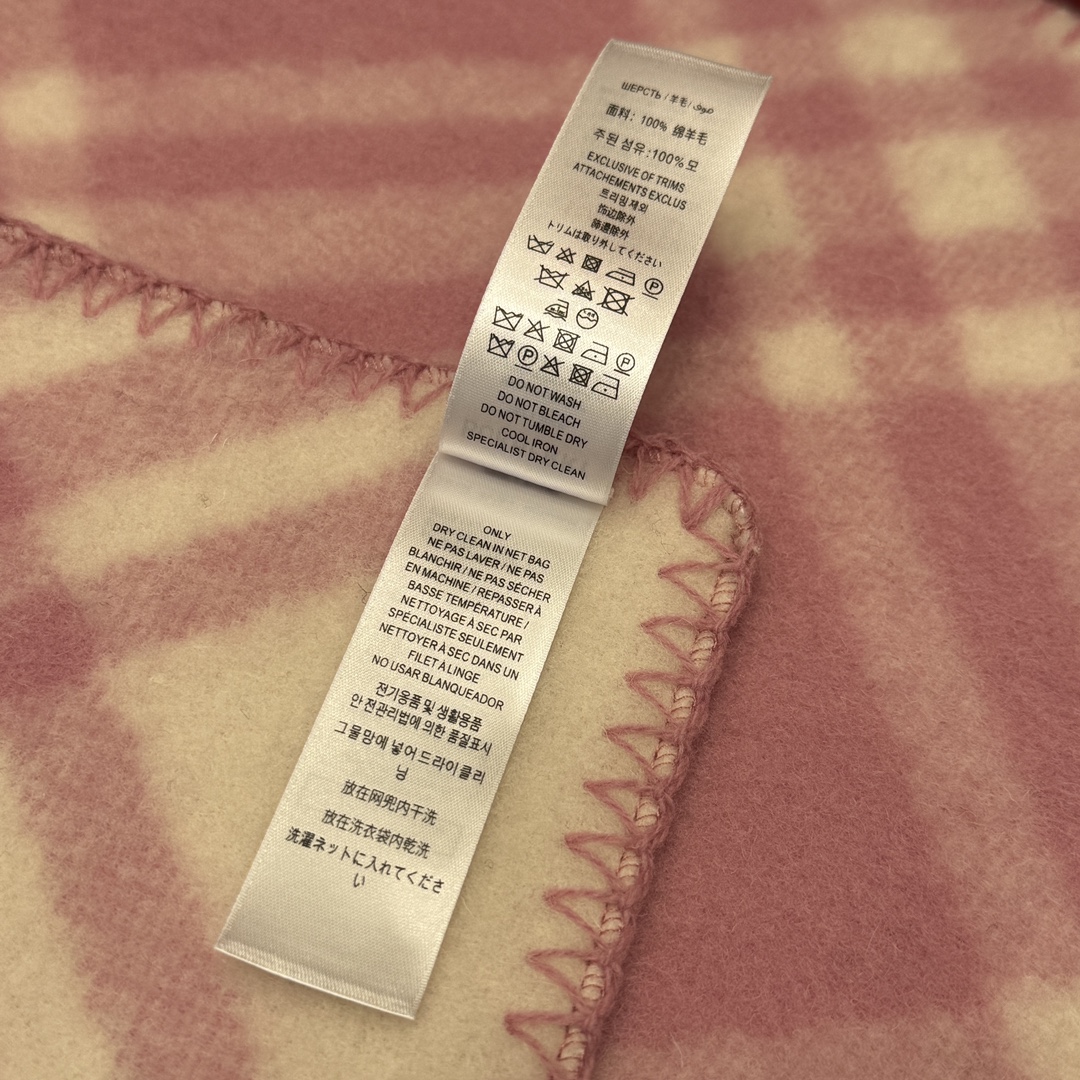 ШЕРСТЬ / 羊毛 / صوف
面料: 100% 绵羊毛
주된 섬유 :100% 모
EXCLUSIVE OF TRIMS
ATTACHEMENTS EXCLUS
트리밍 제외
饰边除外
飾邊除外
トリムは取り外してください
P
P
P
DO NOT WASH
DO NOT BLEACH
DO NOT TUMBLE DRY
COOL IRON
SPECIALIST DRY CLEAN
ONLY
DRY CLEAN IN NET BAG
NE PAS LAVER / NE PAS
BLANCHIR / NE PAS SÉCHER
EN MACHINE / REPASSER À
BASSE TEMPÉRATURE /
NETTOYAGE À SEC PAR
SPÉCIALISTE SEULEMENT
NETTOYER À SEC DANS UN
FILET À LINGE
NO USAR BLANQUEADOR
전기용품 및 생활용품
안전관리법에 의한 품질표시
그물망에 넣어 드라이 클리
닝
放在网兜内干洗
放在洗衣袋内乾洗
洗濯ネットに入れてくださ
い